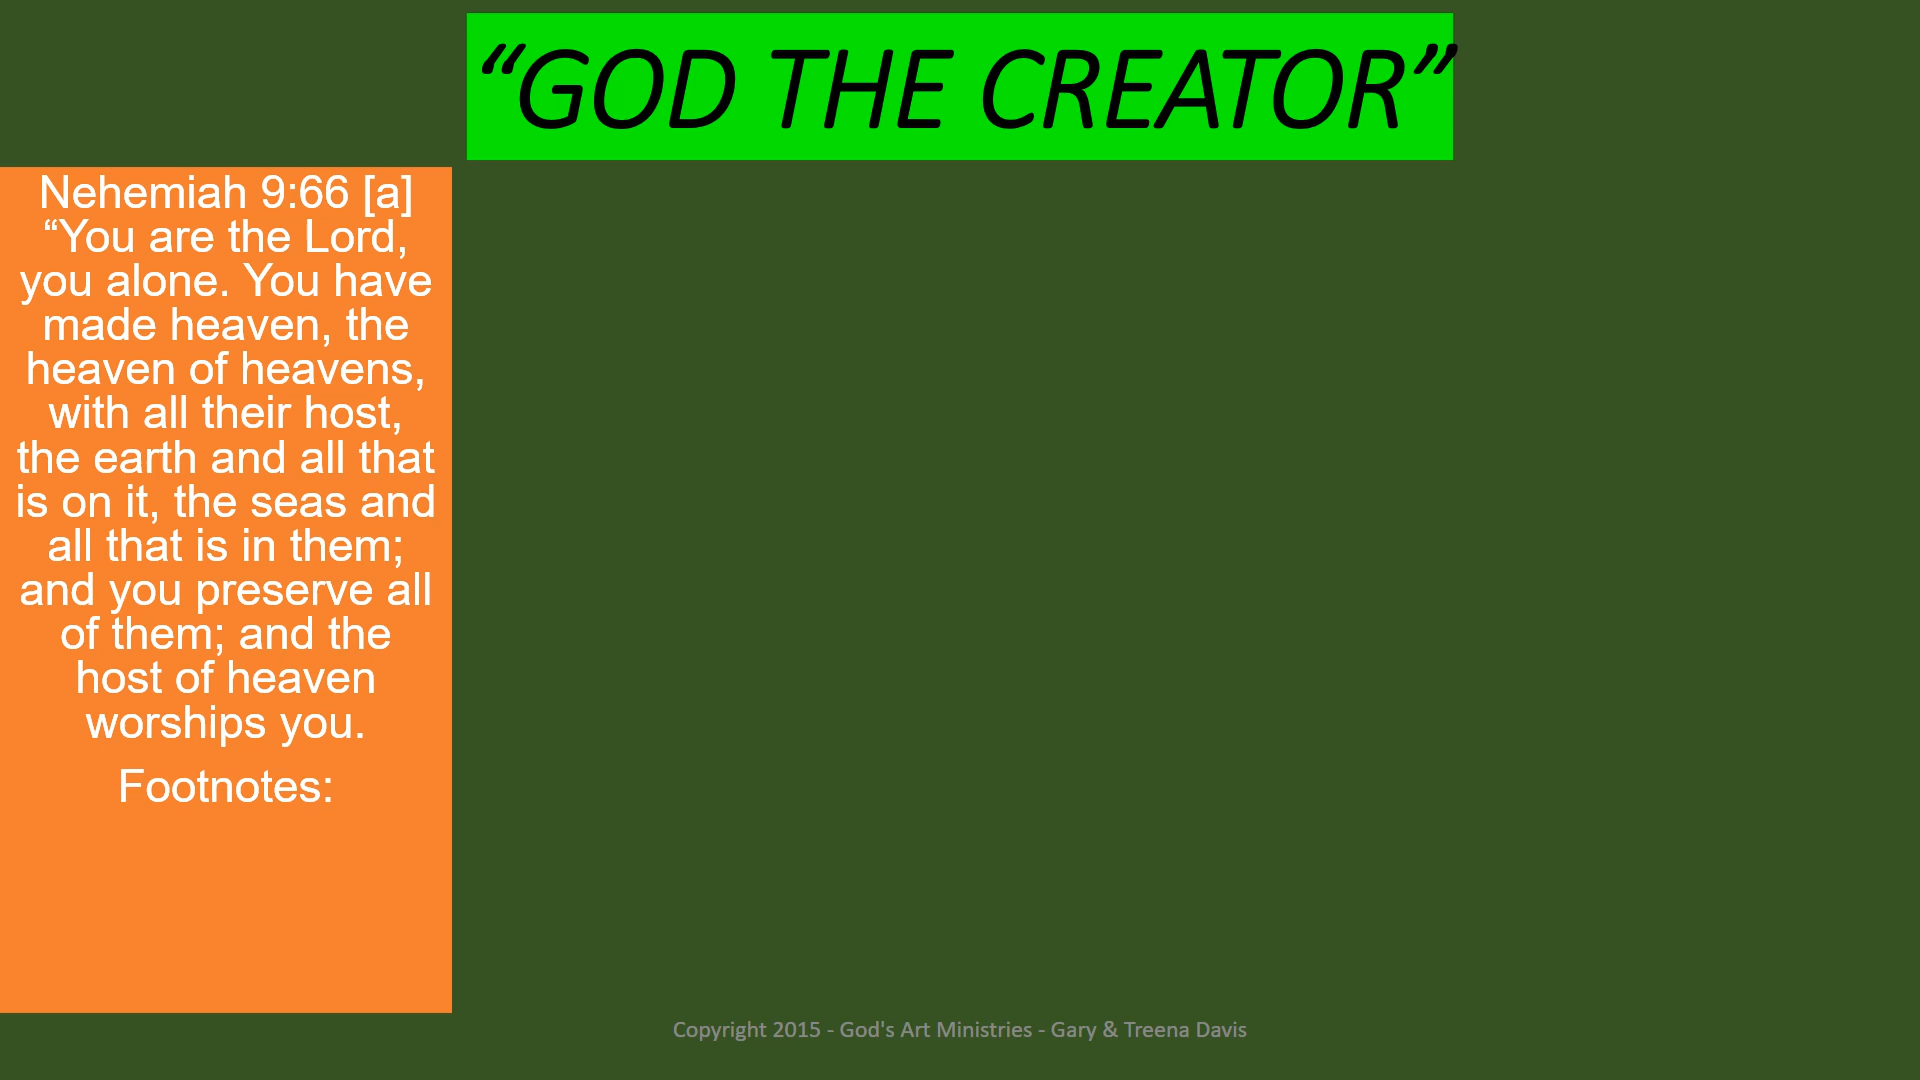 “GOD THE CREATOR”
Nehemiah 9:66 [a]
“You are the Lord,
you alone. You have
made heaven, the
heaven of heavens,
with all their host,
the earth and all that
is on it, the seas and
all that is in them;
and you preserve all
of them; and the
host of heaven
worships you.
Footnotes:
Copyright 2015 - God's Art Ministries - Gary & Treena Davis